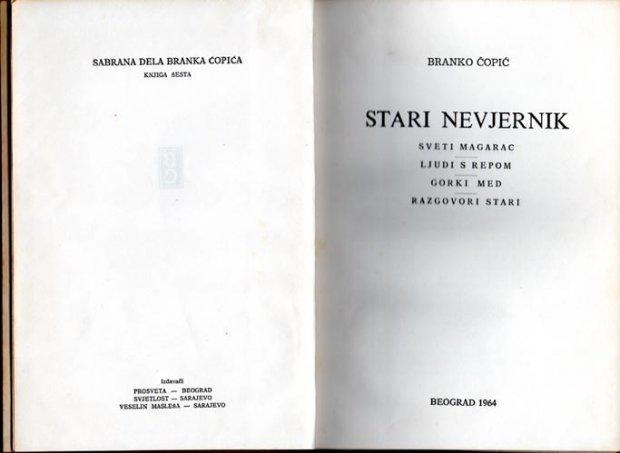 SABRANA DELA BRANKA ĆOPIĆA
KNJIGA ŠESTA
izdavači
PROSVETA — BEOGRAD
SVJETLOST — SARAJEVO
VESELIN MASLEŠA — SARAJEVO
BRANKO ĆOPIĆ
STARI NEVJERNIK
SVETI MAGARAC
LJUDI S REPOM
GORKI MED
RAZGOVORI STARI
BEOGRAD 1964